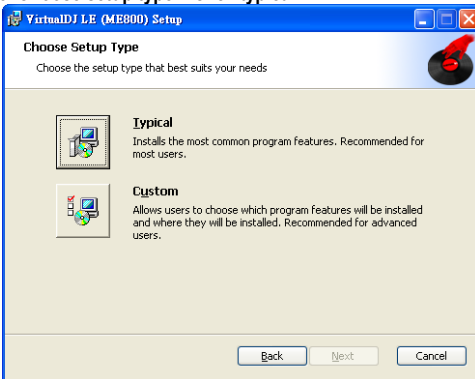 VirtualDJ LE (ME800) Setup
Choose Setup Type
Choose the setup type that best suits your needs
Typical
Installs the most common program features. Recommended for
most users.
Custom
Allows users to choose which program features will be installed
and where they will be installed. Recommended for advanced
users.
Back Next Cancel